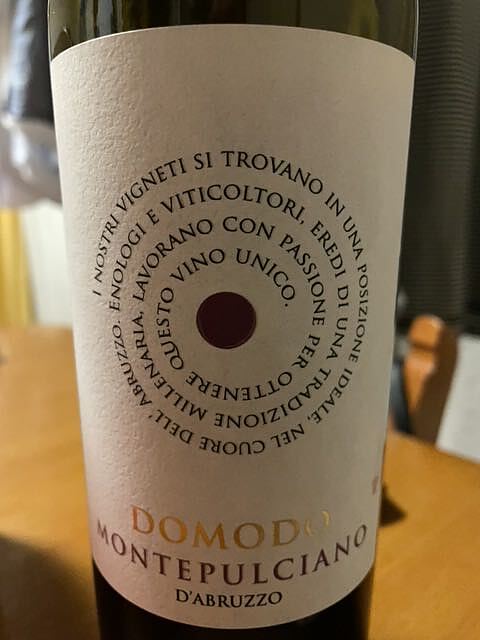 I NOSTRI VIGNETI SI TROVANO IN UNA POSIZIONE IDEALE, NEL CUORE DELL'ABRUZZO. ENOLOGI E VITICOLTORI, EREDI DI UNA TRADIZIONE MILLENARIA, LAVORANO CON PASSIONE PER OTTENERE QUESTO VINO UNICO.
DOMODO
MONTEPULCIANO
D'ABRUZZO